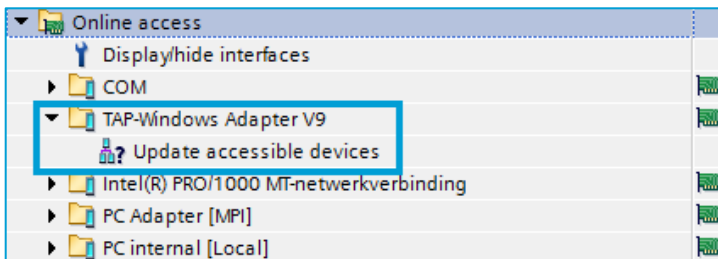 Online access
Display/hide interfaces
COM
TAP-Windows Adapter V9
? Update accessible devices
Intel(R) PRO/1000 MT-netwerkverbinding
PC Adapter [MPI]
PC internal [Local]